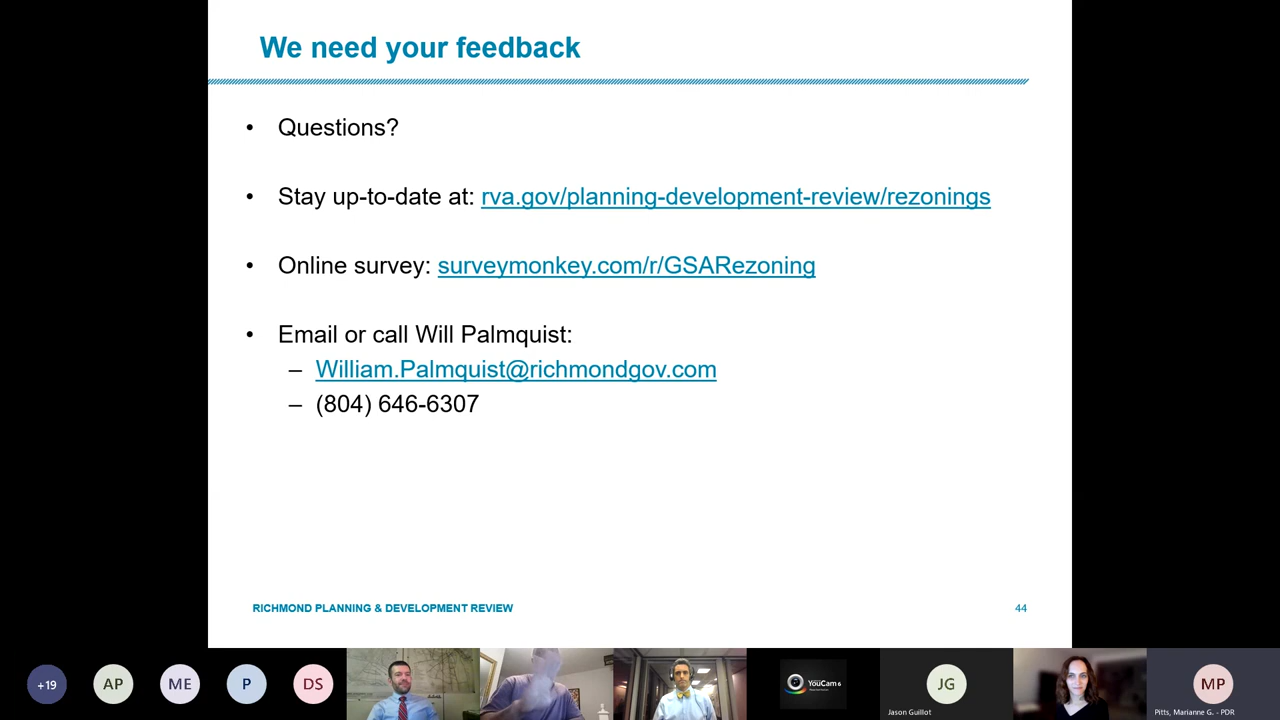 We need your feedback
• Questions?
• Stay up-to-date at: rva.gov/planning-development-review/rezonings
• Online survey: surveymonkey.com/r/GSARezoning
• Email or call Will Palmquist:
– William.Palmquist@richmondgov.com
– (804) 646-6307
RICHMOND PLANNING & DEVELOPMENT REVIEW
44
+19
AP
ME
P
DS
YouCam 6
JG
Jason Guillot
MP
Pitts, Marianne G. - PDR